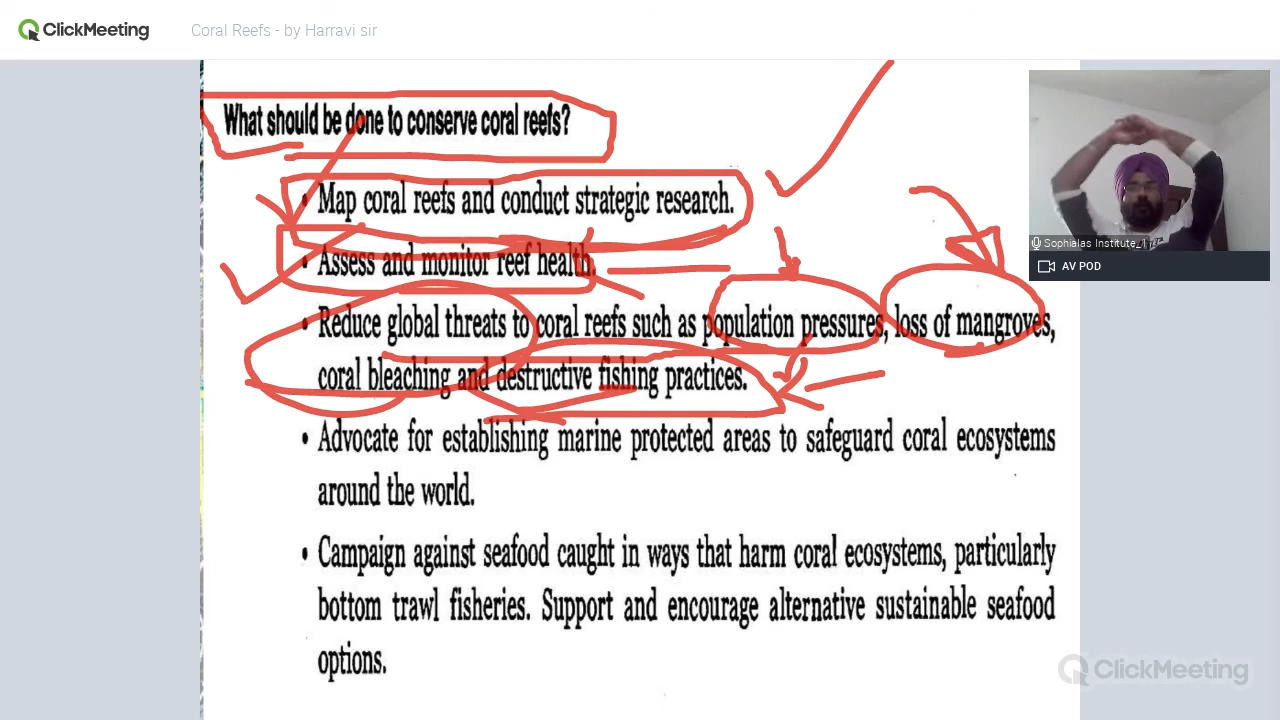 ClickMeeting
Coral Reefs - by Harravi sir
What should be done to conserve coral reefs?
• Map coral reefs and conduct strategic research.
• Assess and monitor reef health.
• Reduce global threats to coral reefs such as population pressures, loss of mangroves,
coral bleaching and destructive fishing practices.
• Advocate for establishing marine protected areas to safeguard coral ecosystems
around the world.
• Campaign against seafood caught in ways that harm coral ecosystems, particularly
bottom trawl fisheries. Support and encourage alternative sustainable seafood
options.
Sophialas Institute_
AV POD
ClickMeeting